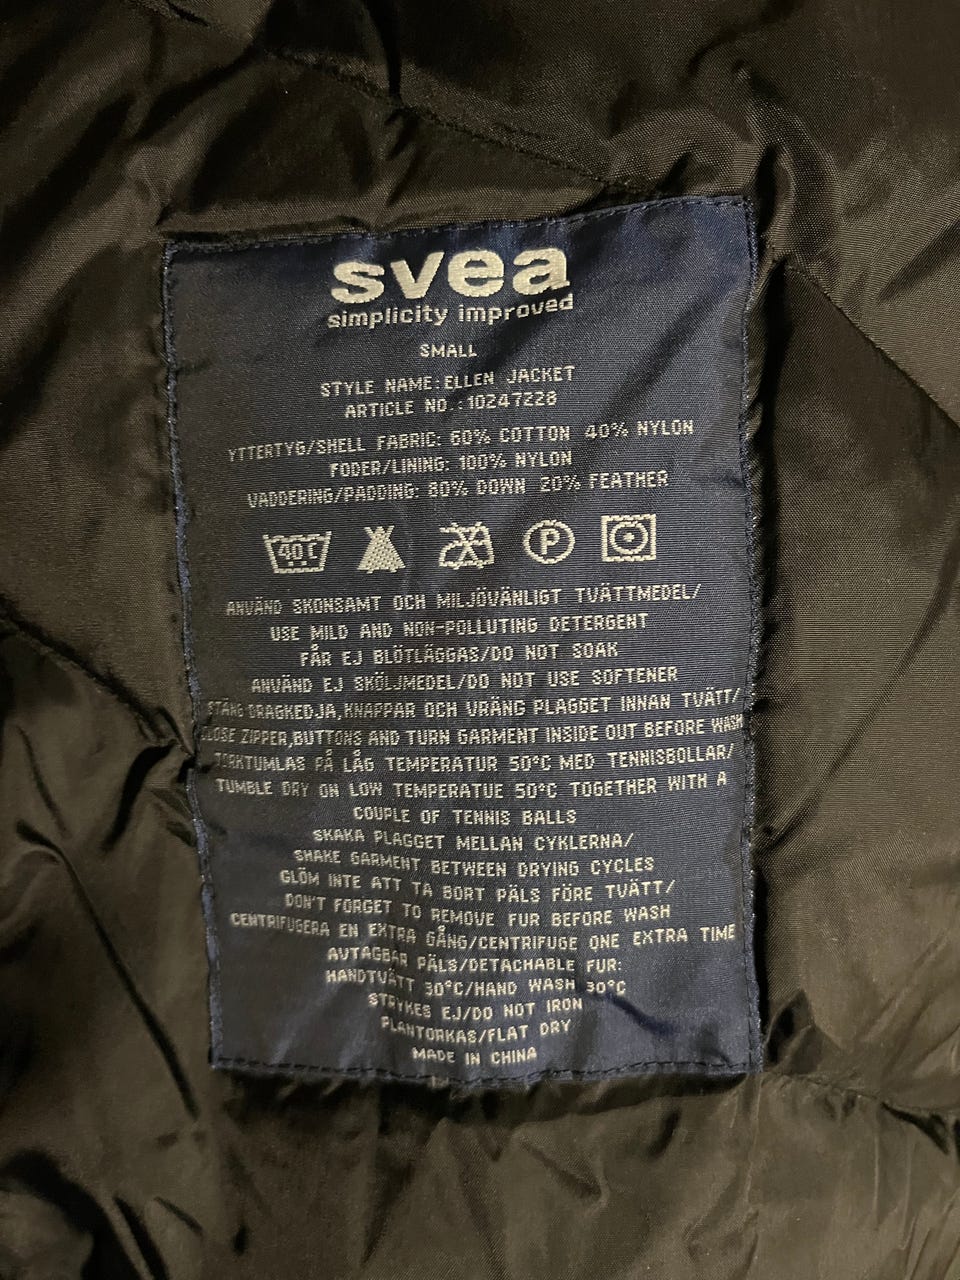 svea
simplicity improved
SMALL
STYLE NAME:ELLEN JACKET
ARTICLE NO.:10247228
YTTERTYG/SHELL FABRIC: 60% COTTON 40% NYLON
FODER/LINING: 100% NYLON
VADDERING/PADDING: 80% DOWN 20% FEATHER
40 C P
ANVÄND SKONSAMT OCH MILJÖVÄNLIGT TVÄTTMEDEL/
USE MILD AND NON-POLLUTING DETERGENT
FÅR EJ BLÖTLÄGGAS/DO NOT SOAK
ANVÄND EJ SKÖLJMEDEL/DO NOT USE SOFTENER
STÄNG DRAGKEDJA,KNAPPAR OCH VRÄNG PLAGGET INNAN TVÄTT/
CLOSE ZIPPER,BUTTONS AND TURN GARMENT INSIDE OUT BEFORE WASH
TORKTUMLAS PÅ LÅG TEMPERATUR 50°C MED TENNISBOLLAR/
TUMBLE DRY ON LOW TEMPERATUE 50°C TOGETHER WITH A
COUPLE OF TENNIS BALLS
SKAKA PLAGGET MELLAN CYKLERNA/
SHAKE GARMENT BETWEEN DRYING CYCLES
GLÖM INTE ATT TA BORT PÄLS FÖRE TVÄTT/
DON'T FORGET TO REMOVE FUR BEFORE WASH
CENTRIFUGERA EN EXTRA GÅNG/CENTRIFUGE ONE EXTRA TIME
AVTAGBAR PÄLS/DETACHABLE FUR:
HANDTVÄTT 30°C/HAND WASH 30°C
STRYKES EJ/DO NOT IRON
PLANTORKAS/FLAT DRY
MADE IN CHINA